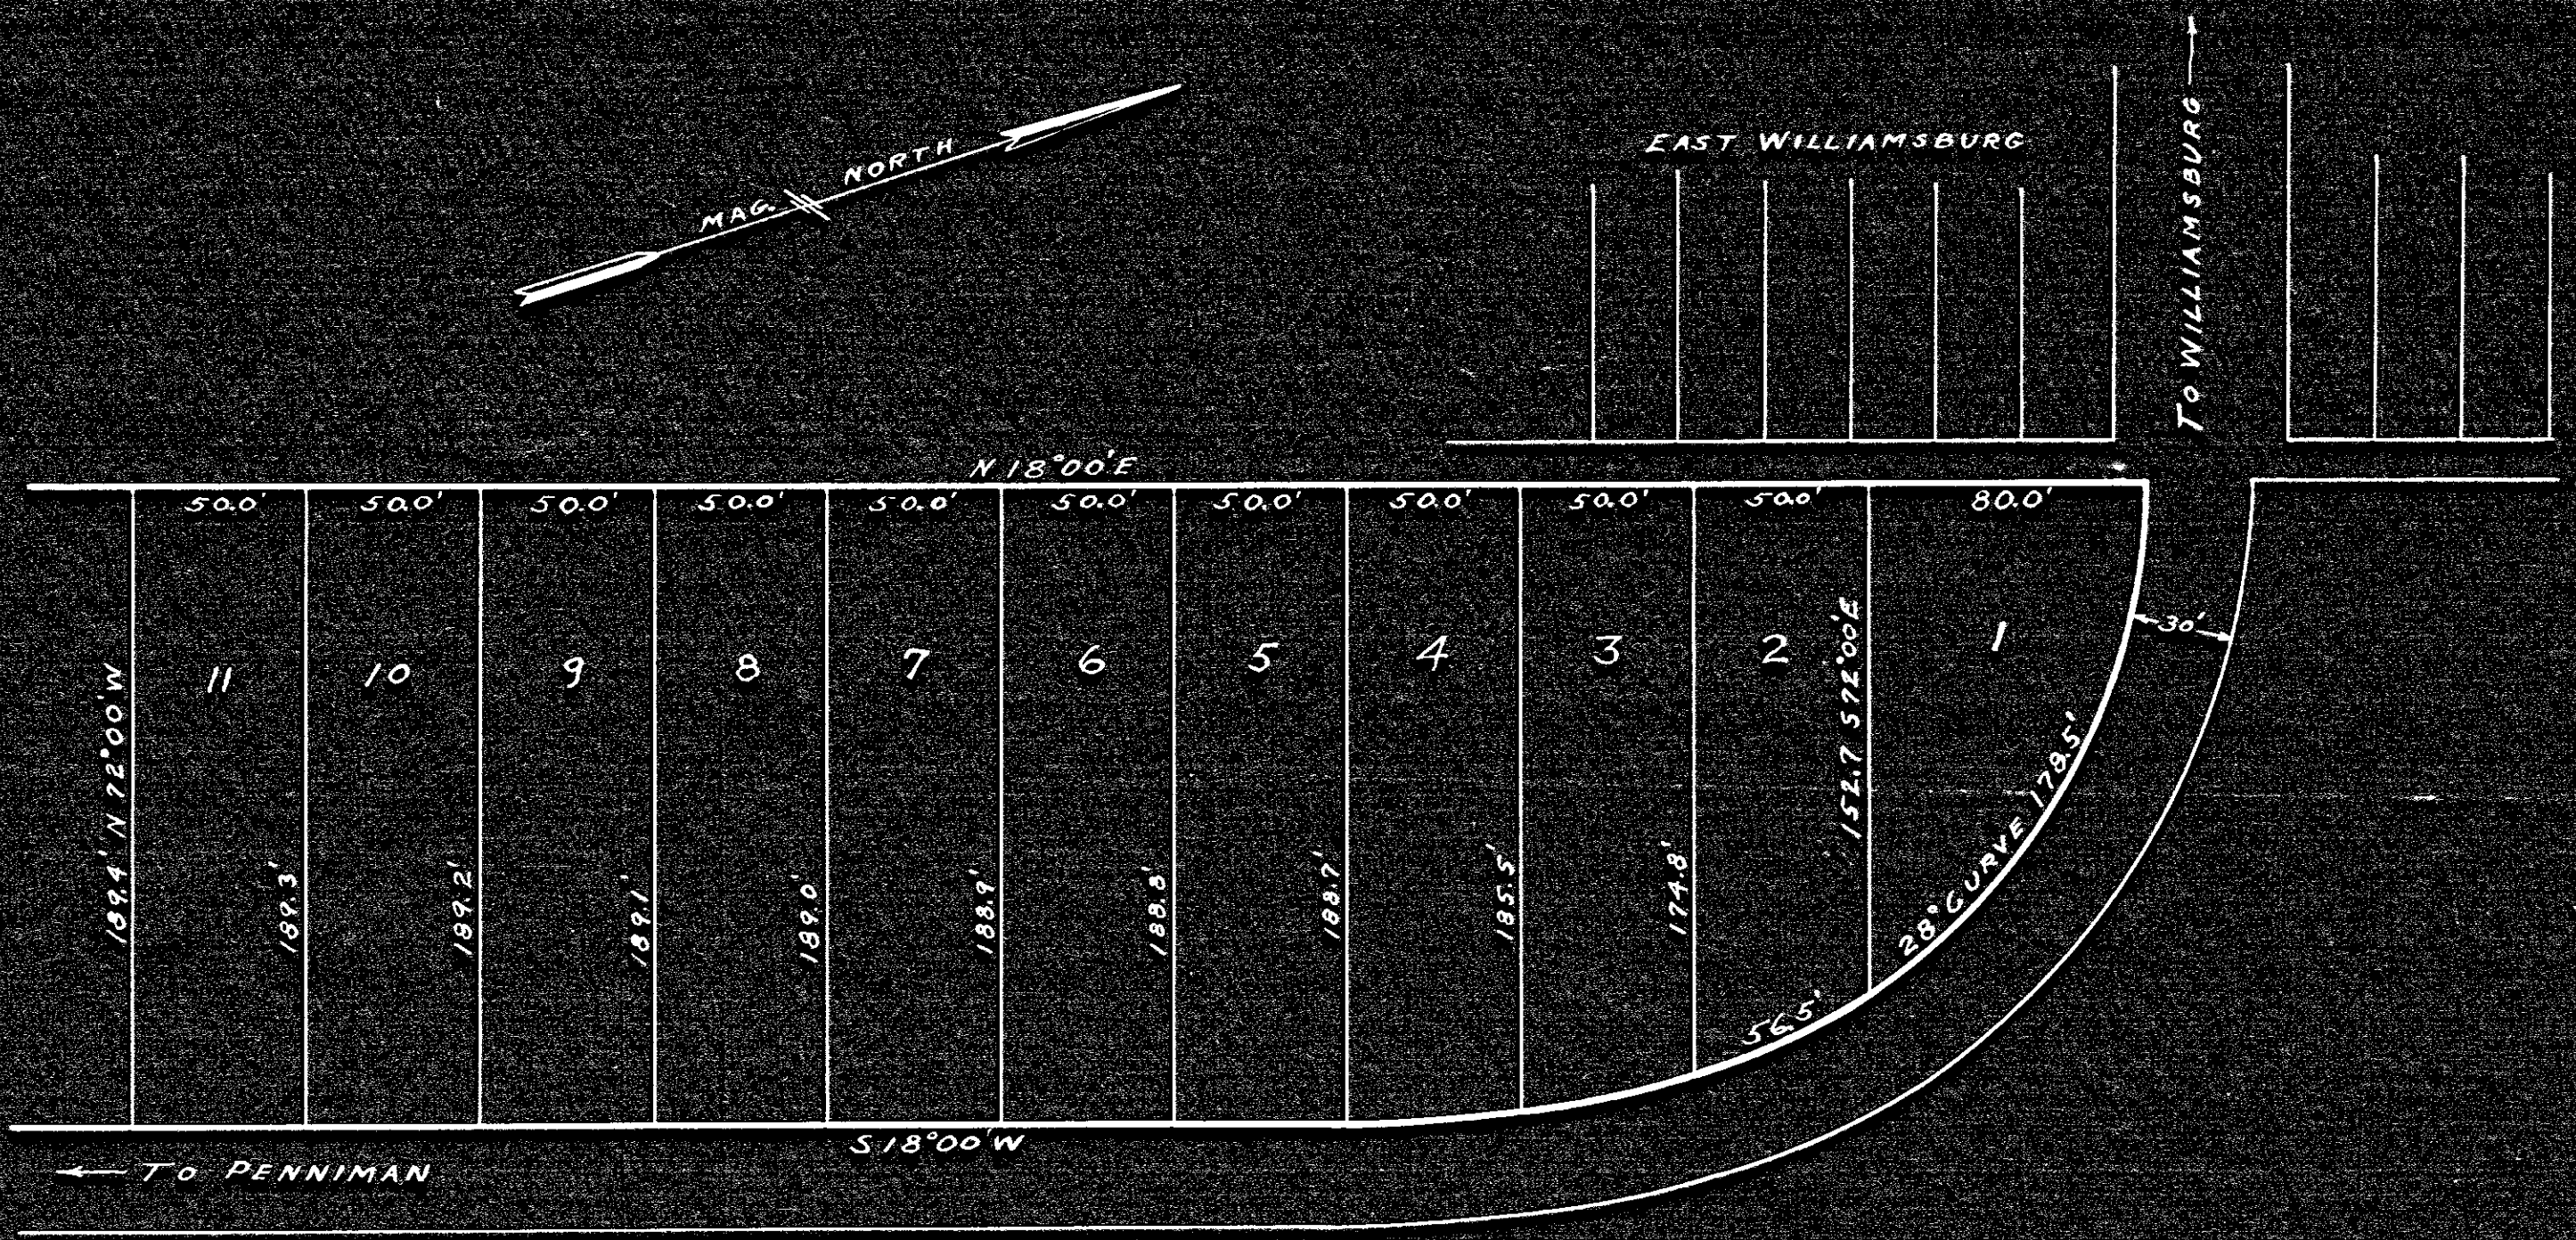 EAST WILLIAMSBURG
TO WILLIAMSBURG
MAG. NORTH
N 18°00'E
50.0' 50.0' 50.0' 50.0' 50.0' 50.0' 50.0' 50.0' 50.0' 50.0' 80.0'
30'
11 10 9 8 7 6 5 4 3 2 1
189.4' N 72°00'W
189.3'
189.2'
189.1'
189.0'
188.9'
188.8'
188.7'
185.5'
174.8'
152.7 S72°00'E
28° CURVE 178.5'
56.5'
S 18°00'W
TO PENNIMAN